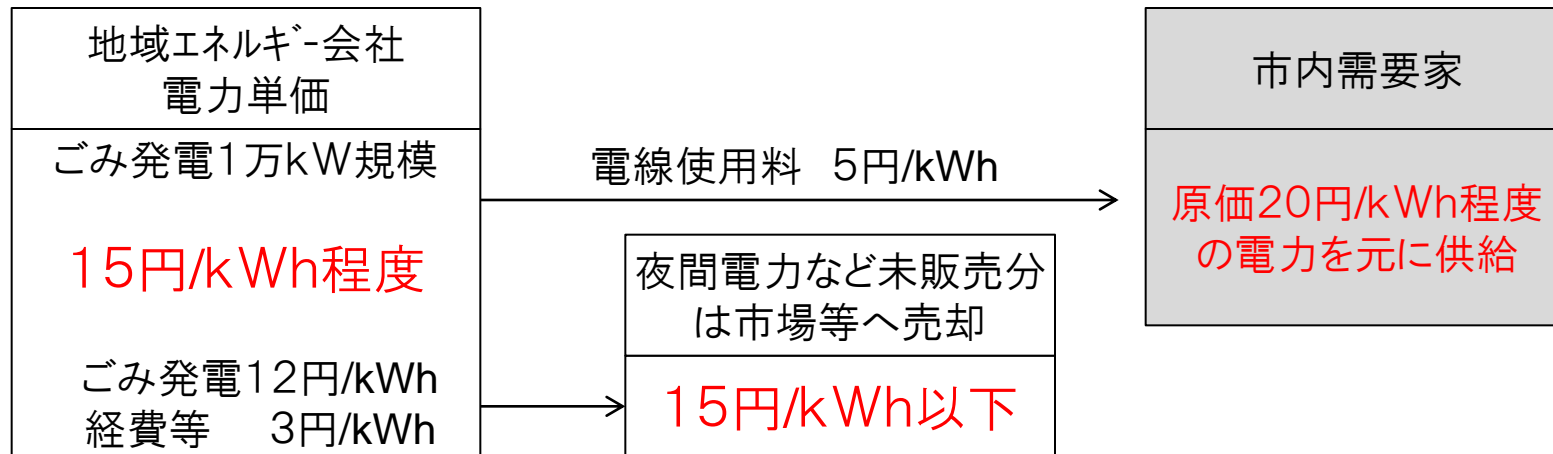 地域ｴﾈﾙｷﾞ-会社
電力単価
ごみ発電1万kW規模
15円/kWh程度
ごみ発電12円/kWh
経費等　3円/kWh
電線使用料　5円/kWh
夜間電力など未販売分
は市場等へ売却
15円/kWh以下
市内需要家
原価20円/kWh程度
の電力を元に供給